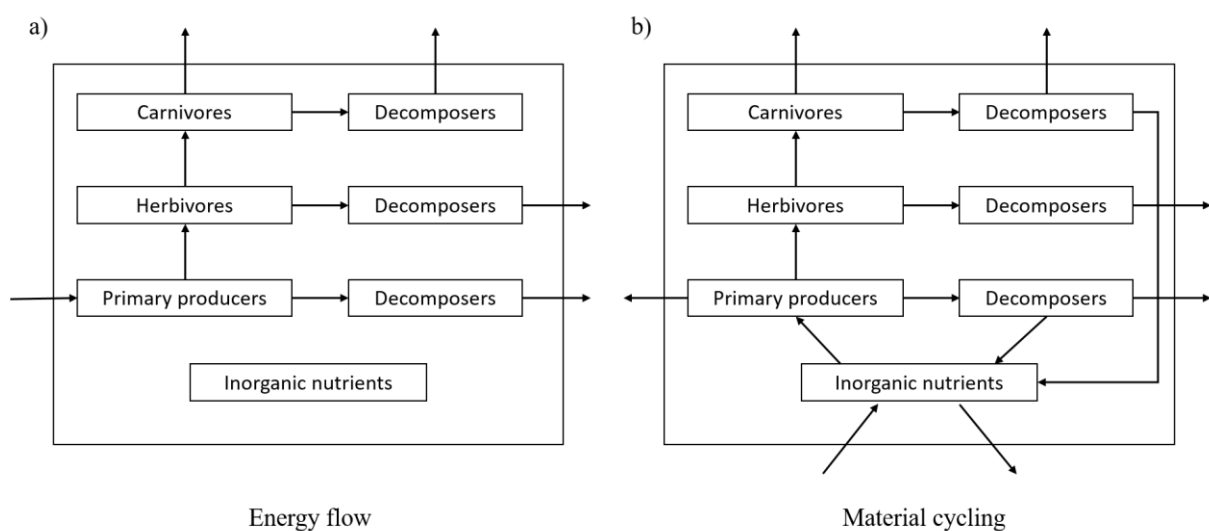 a)
Carnivores
Decomposers
Herbivores
Decomposers
Primary producers
Decomposers
Inorganic nutrients
Energy flow
b)
Carnivores
Decomposers
Herbivores
Decomposers
Primary producers
Decomposers
Inorganic nutrients
Material cycling